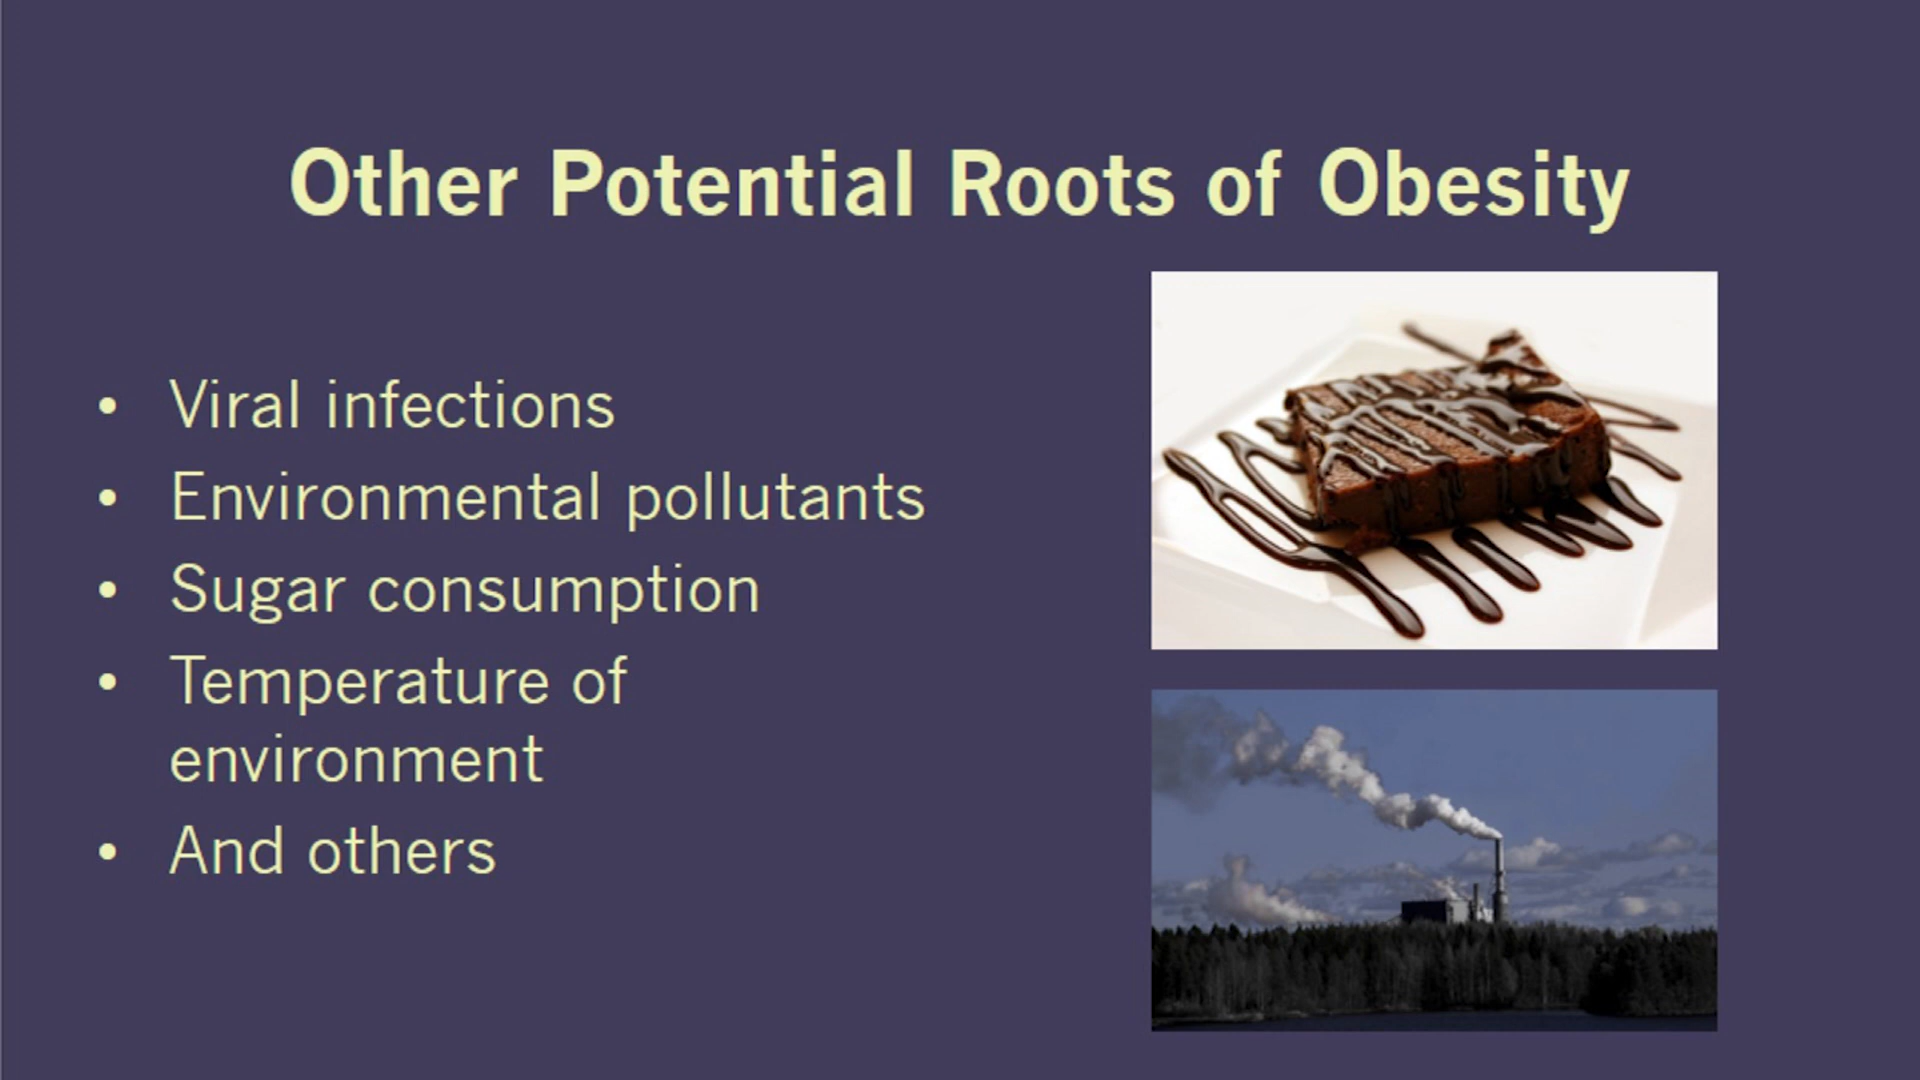 Other Potential Roots of Obesity
• Viral infections
• Environmental pollutants
• Sugar consumption
• Temperature of
environment
• And others